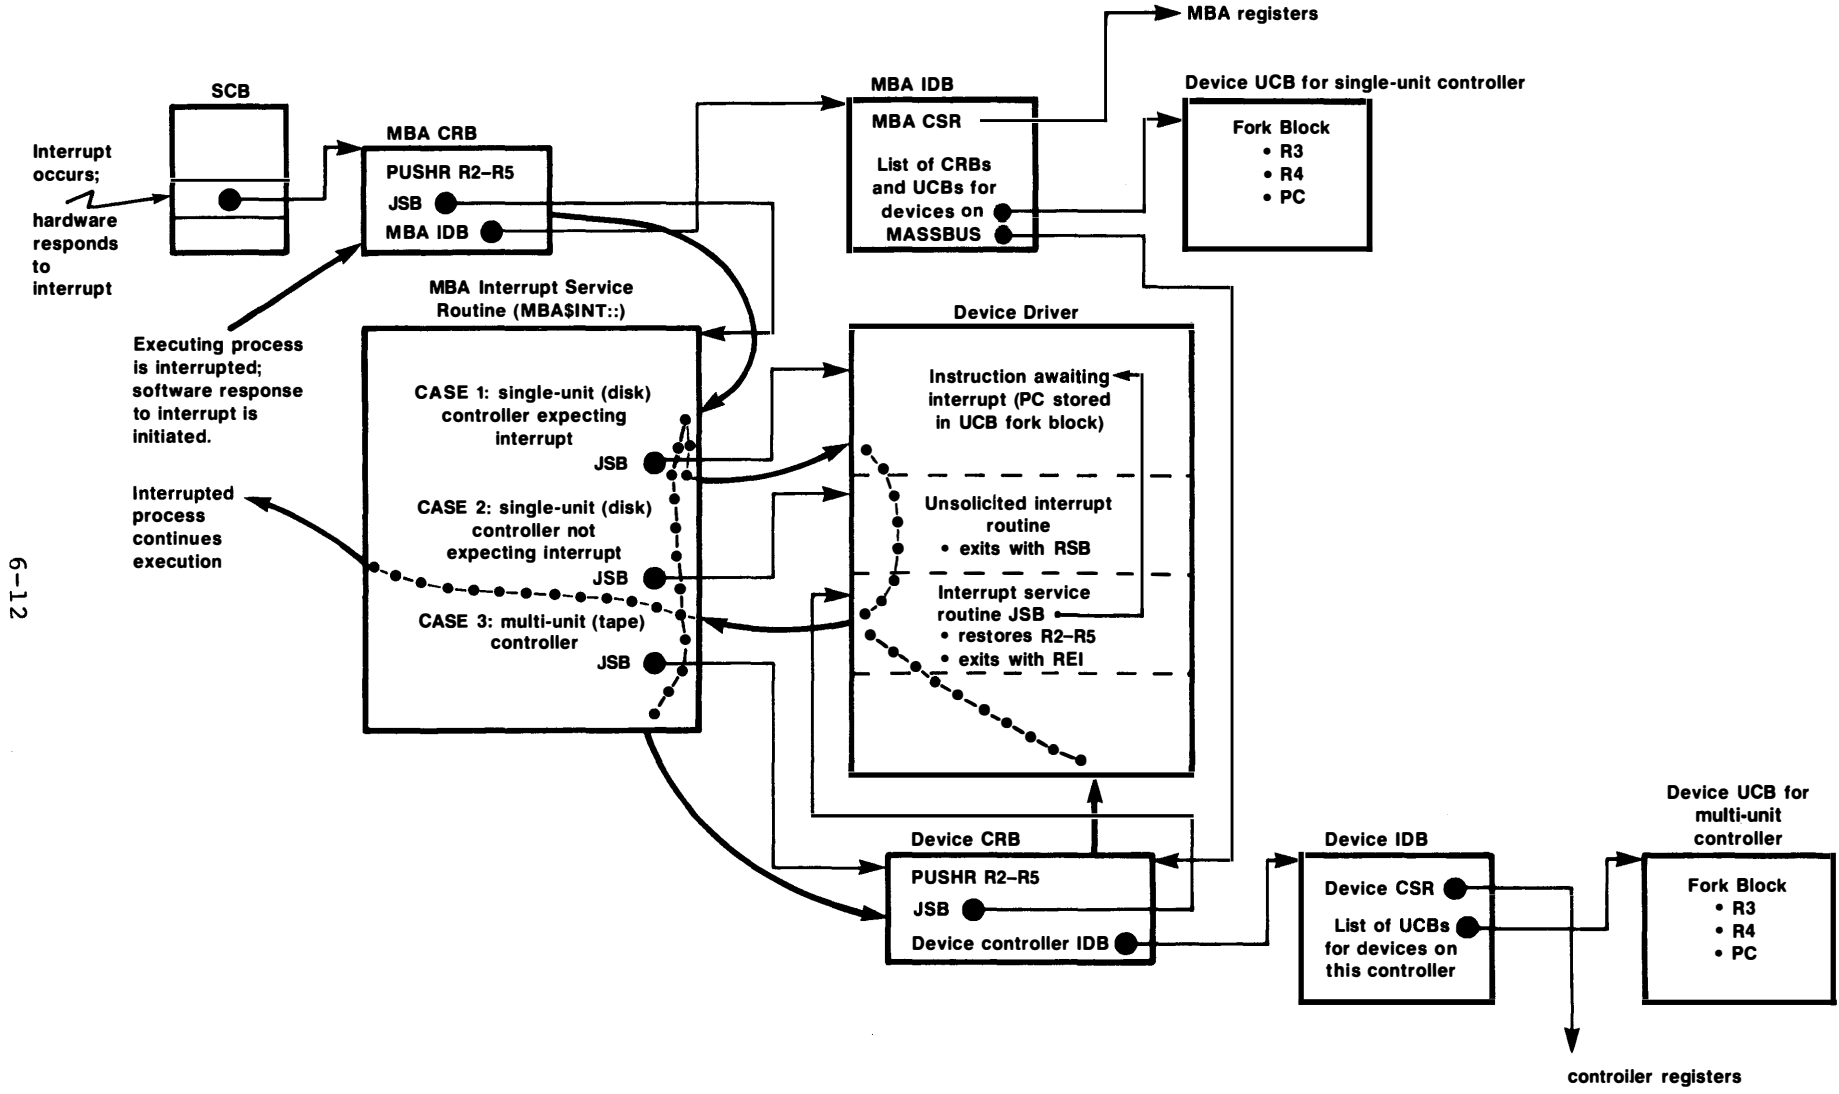 MBA registers
SCB
MBA IDB
Device UCB for single-unit controller
MBA CRB
MBA CSR
Fork Block
• R3
• R4
• PC
Interrupt
occurs;
hardware
responds
to
interrupt
PUSHR R2–R5
JSB
MBA IDB
List of CRBs
and UCBs for
devices on
MASSBUS
MBA Interrupt Service
Routine (MBA$INT::)
Device Driver
Executing process
is interrupted;
software response
to interrupt is
initiated.
CASE 1: single-unit (disk)
controller expecting
interrupt
JSB
Instruction awaiting
interrupt (PC stored
in UCB fork block)
Interrupted
process
continues
execution
CASE 2: single-unit (disk)
controller not
expecting interrupt
JSB
Unsolicited interrupt
routine
• exits with RSB
CASE 3: multi-unit (tape)
controller
JSB
Interrupt service
routine JSB
• restores R2–R5
• exits with REI
6-12
Device CRB
PUSHR R2–R5
JSB
Device controller IDB
Device IDB
Device CSR
List of UCBs
for devices on
this controller
Device UCB for
multi-unit
controller
Fork Block
• R3
• R4
• PC
controller registers